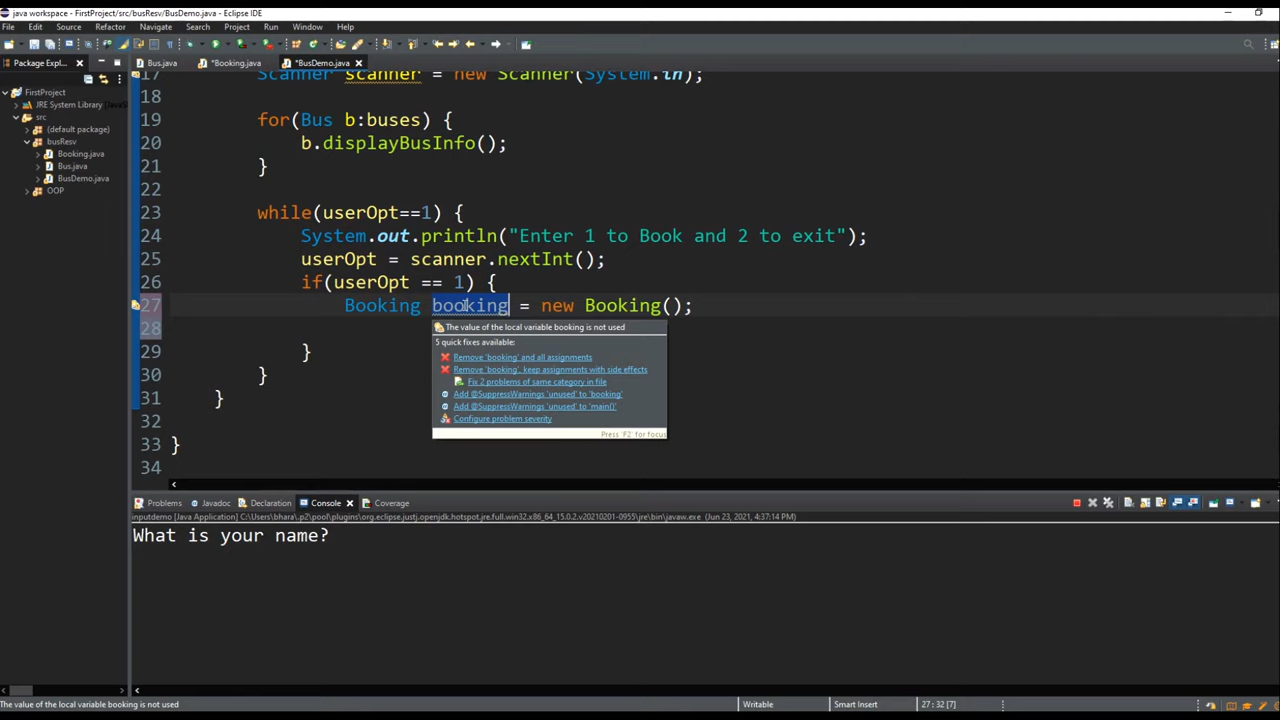 java workspace - FirstProject/src/busResv/BusDemo.java - Eclipse IDE
File Edit Source Refactor Navigate Search Project Run Window Help
Package Expl... Bus.java *Booking.java *BusDemo.java
FirstProject
JRE System Library [JavaS
src
(default package)
busResv
Booking.java
Bus.java
BusDemo.java
OOP
17 Scanner scanner = new Scanner(System.in);
18
19 for(Bus b:buses) {
20 b.displayBusInfo();
21 }
22
23 while(userOpt==1) {
24 System.out.println("Enter 1 to Book and 2 to exit");
25 userOpt = scanner.nextInt();
26 if(userOpt == 1) {
27 Booking booking = new Booking();
28
29 }
30 }
31 }
32
33 }
34
The value of the local variable booking is not used
5 quick fixes available:
Remove 'booking' and all assignments
Remove 'booking', keep assignments with side effects
Fix 2 problems of same category in file
Add @SuppressWarnings 'unused' to 'booking'
Add @SuppressWarnings 'unused' to 'main()'
Configure problem severity
Press 'F2' for focus
Problems Javadoc Declaration Console Coverage
inputdemo [Java Application] C:\Users\bhara\.p2\pool\plugins\org.eclipse.justj.openjdk.hotspot.jre.full.win32.x86_64_15.0.2.v20210201-0955\jre\bin\javaw.exe (Jun 23, 2021, 4:37:14 PM)
What is your name?
The value of the local variable booking is not used Writable Smart Insert 27 : 32 [7]